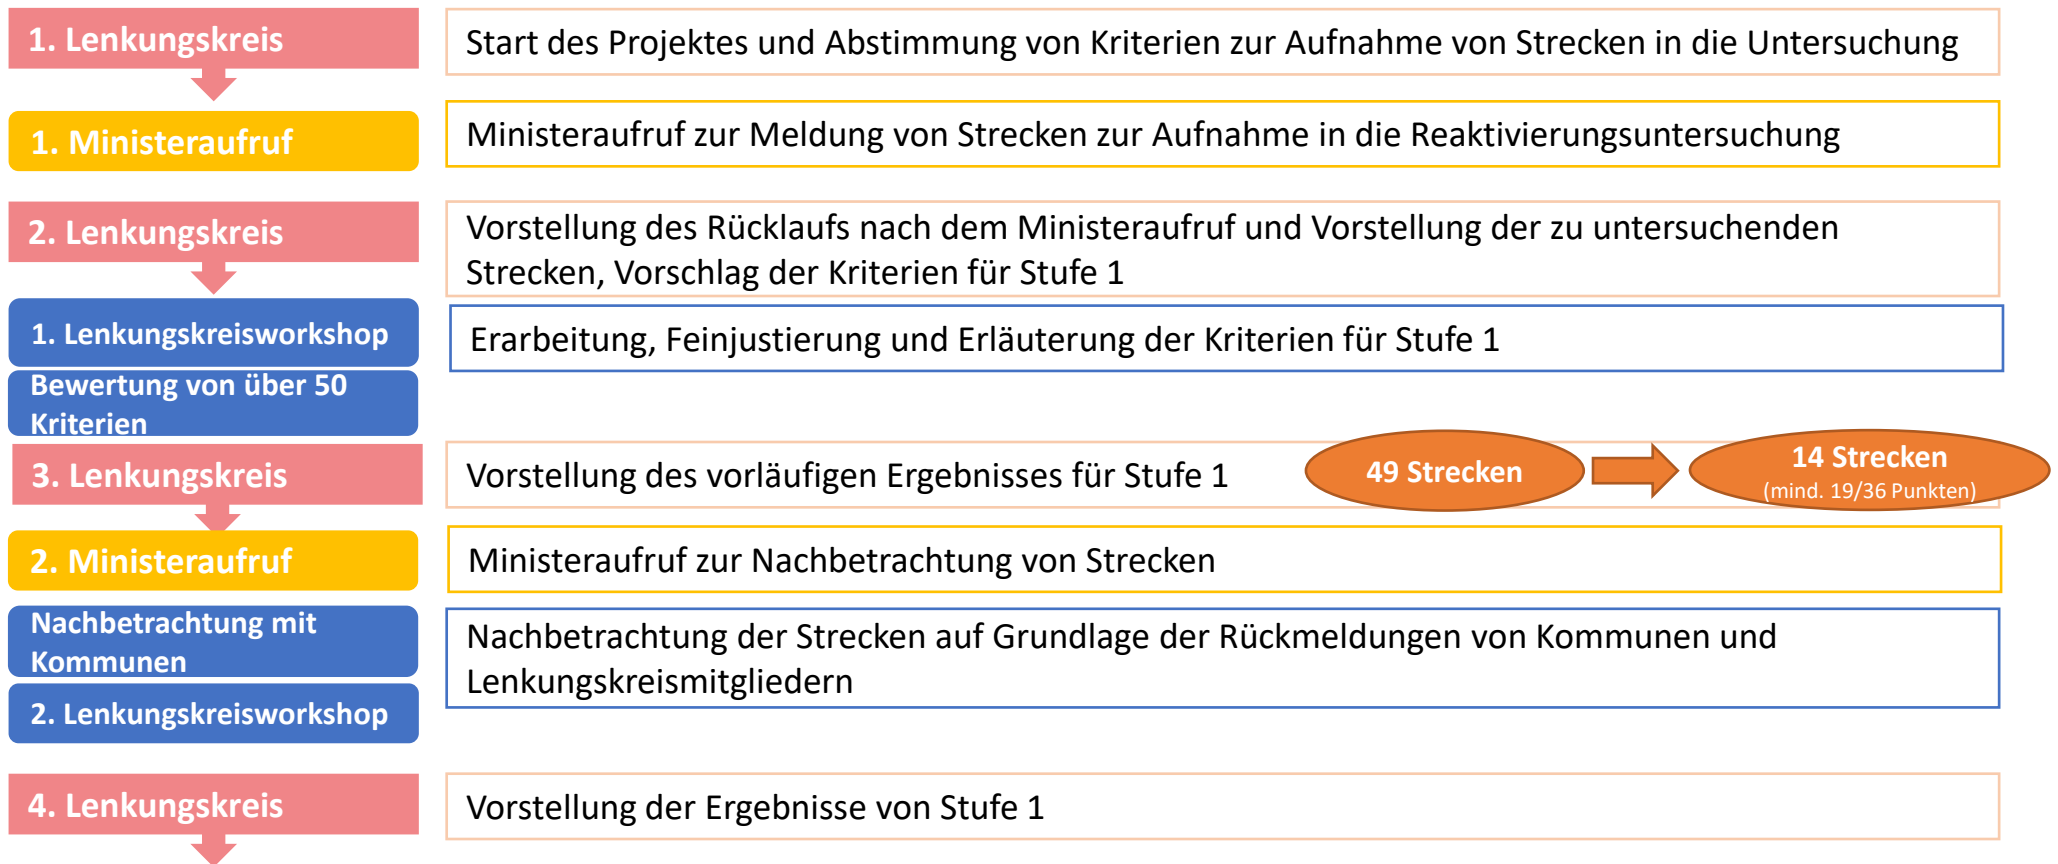 1. Lenkungskreis
Start des Projektes und Abstimmung von Kriterien zur Aufnahme von Strecken in die Untersuchung
1. Ministeraufruf
Ministeraufruf zur Meldung von Strecken zur Aufnahme in die Reaktivierungsuntersuchung
2. Lenkungskreis
Vorstellung des Rücklaufs nach dem Ministeraufruf und Vorstellung der zu untersuchenden
Strecken, Vorschlag der Kriterien für Stufe 1
1. Lenkungskreisworkshop
Erarbeitung, Feinjustierung und Erläuterung der Kriterien für Stufe 1
Bewertung von über 50
Kriterien
3. Lenkungskreis
Vorstellung des vorläufigen Ergebnisses für Stufe 1
49 Strecken
14 Strecken
(mind. 19/36 Punkten)
2. Ministeraufruf
Ministeraufruf zur Nachbetrachtung von Strecken
Nachbetrachtung mit
Kommunen
Nachbetrachtung der Strecken auf Grundlage der Rückmeldungen von Kommunen und
Lenkungskreismitgliedern
2. Lenkungskreisworkshop
4. Lenkungskreis
Vorstellung der Ergebnisse von Stufe 1